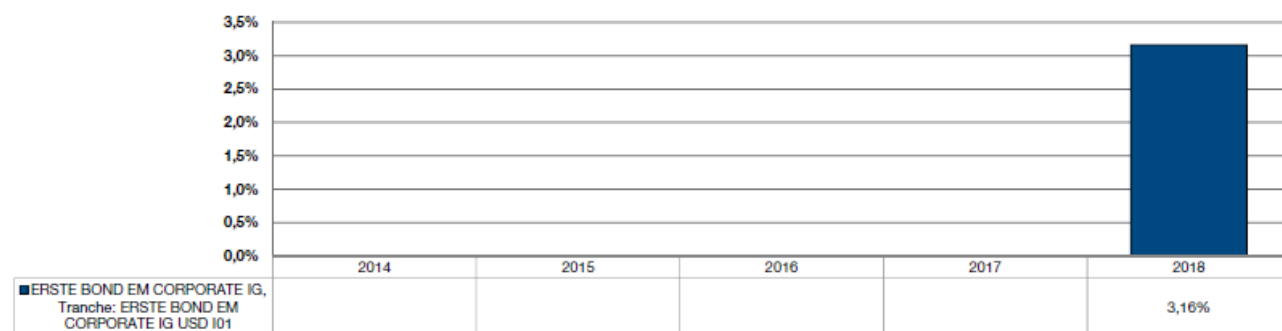 3,5%
3,0%
2,5%
2,0%
1,5%
1,0%
0,5%
0,0%
2014 2015 2016 2017 2018
ERSTE BOND EM CORPORATE IG,
Tranche: ERSTE BOND EM
CORPORATE IG USD I01
3,16%